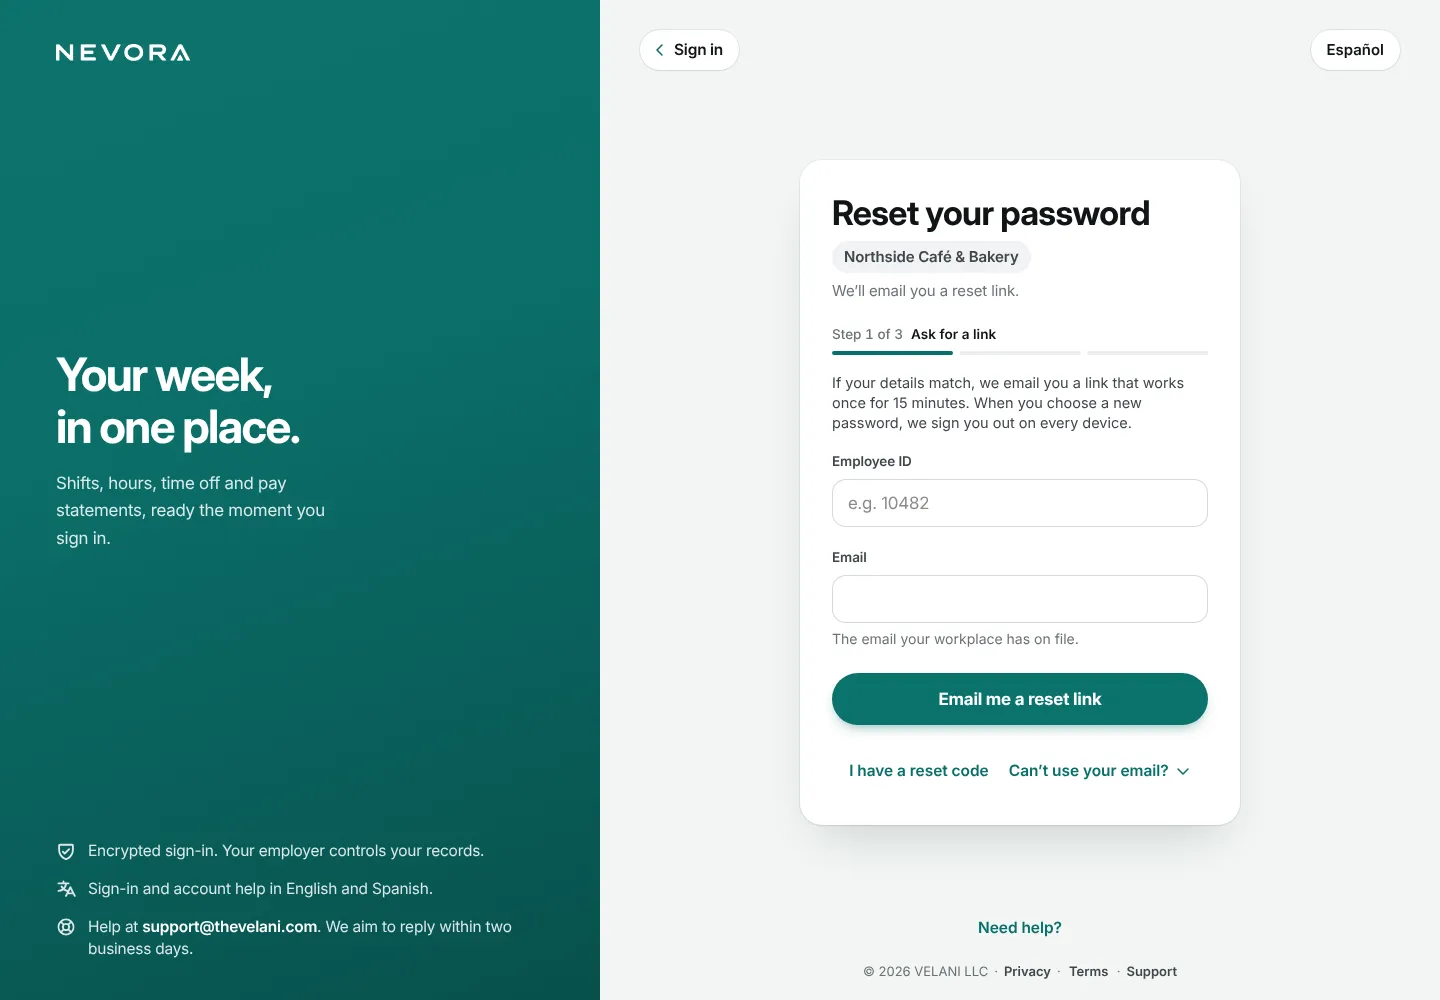 NEVORA
Your week,
in one place.
Shifts, hours, time off and pay
statements, ready the moment you
sign in.
Encrypted sign-in. Your employer controls your records.
Sign-in and account help in English and Spanish.
Help at support@thevelani.com. We aim to reply within two
business days.
Sign in
Español
Reset your password
Northside Café & Bakery
We’ll email you a reset link.
Step 1 of 3 Ask for a link
If your details match, we email you a link that works
once for 15 minutes. When you choose a new
password, we sign you out on every device.
Employee ID
e.g. 10482
Email
The email your workplace has on file.
Email me a reset link
I have a reset code Can’t use your email?
Need help?
© 2026 VELANI LLC · Privacy · Terms · Support